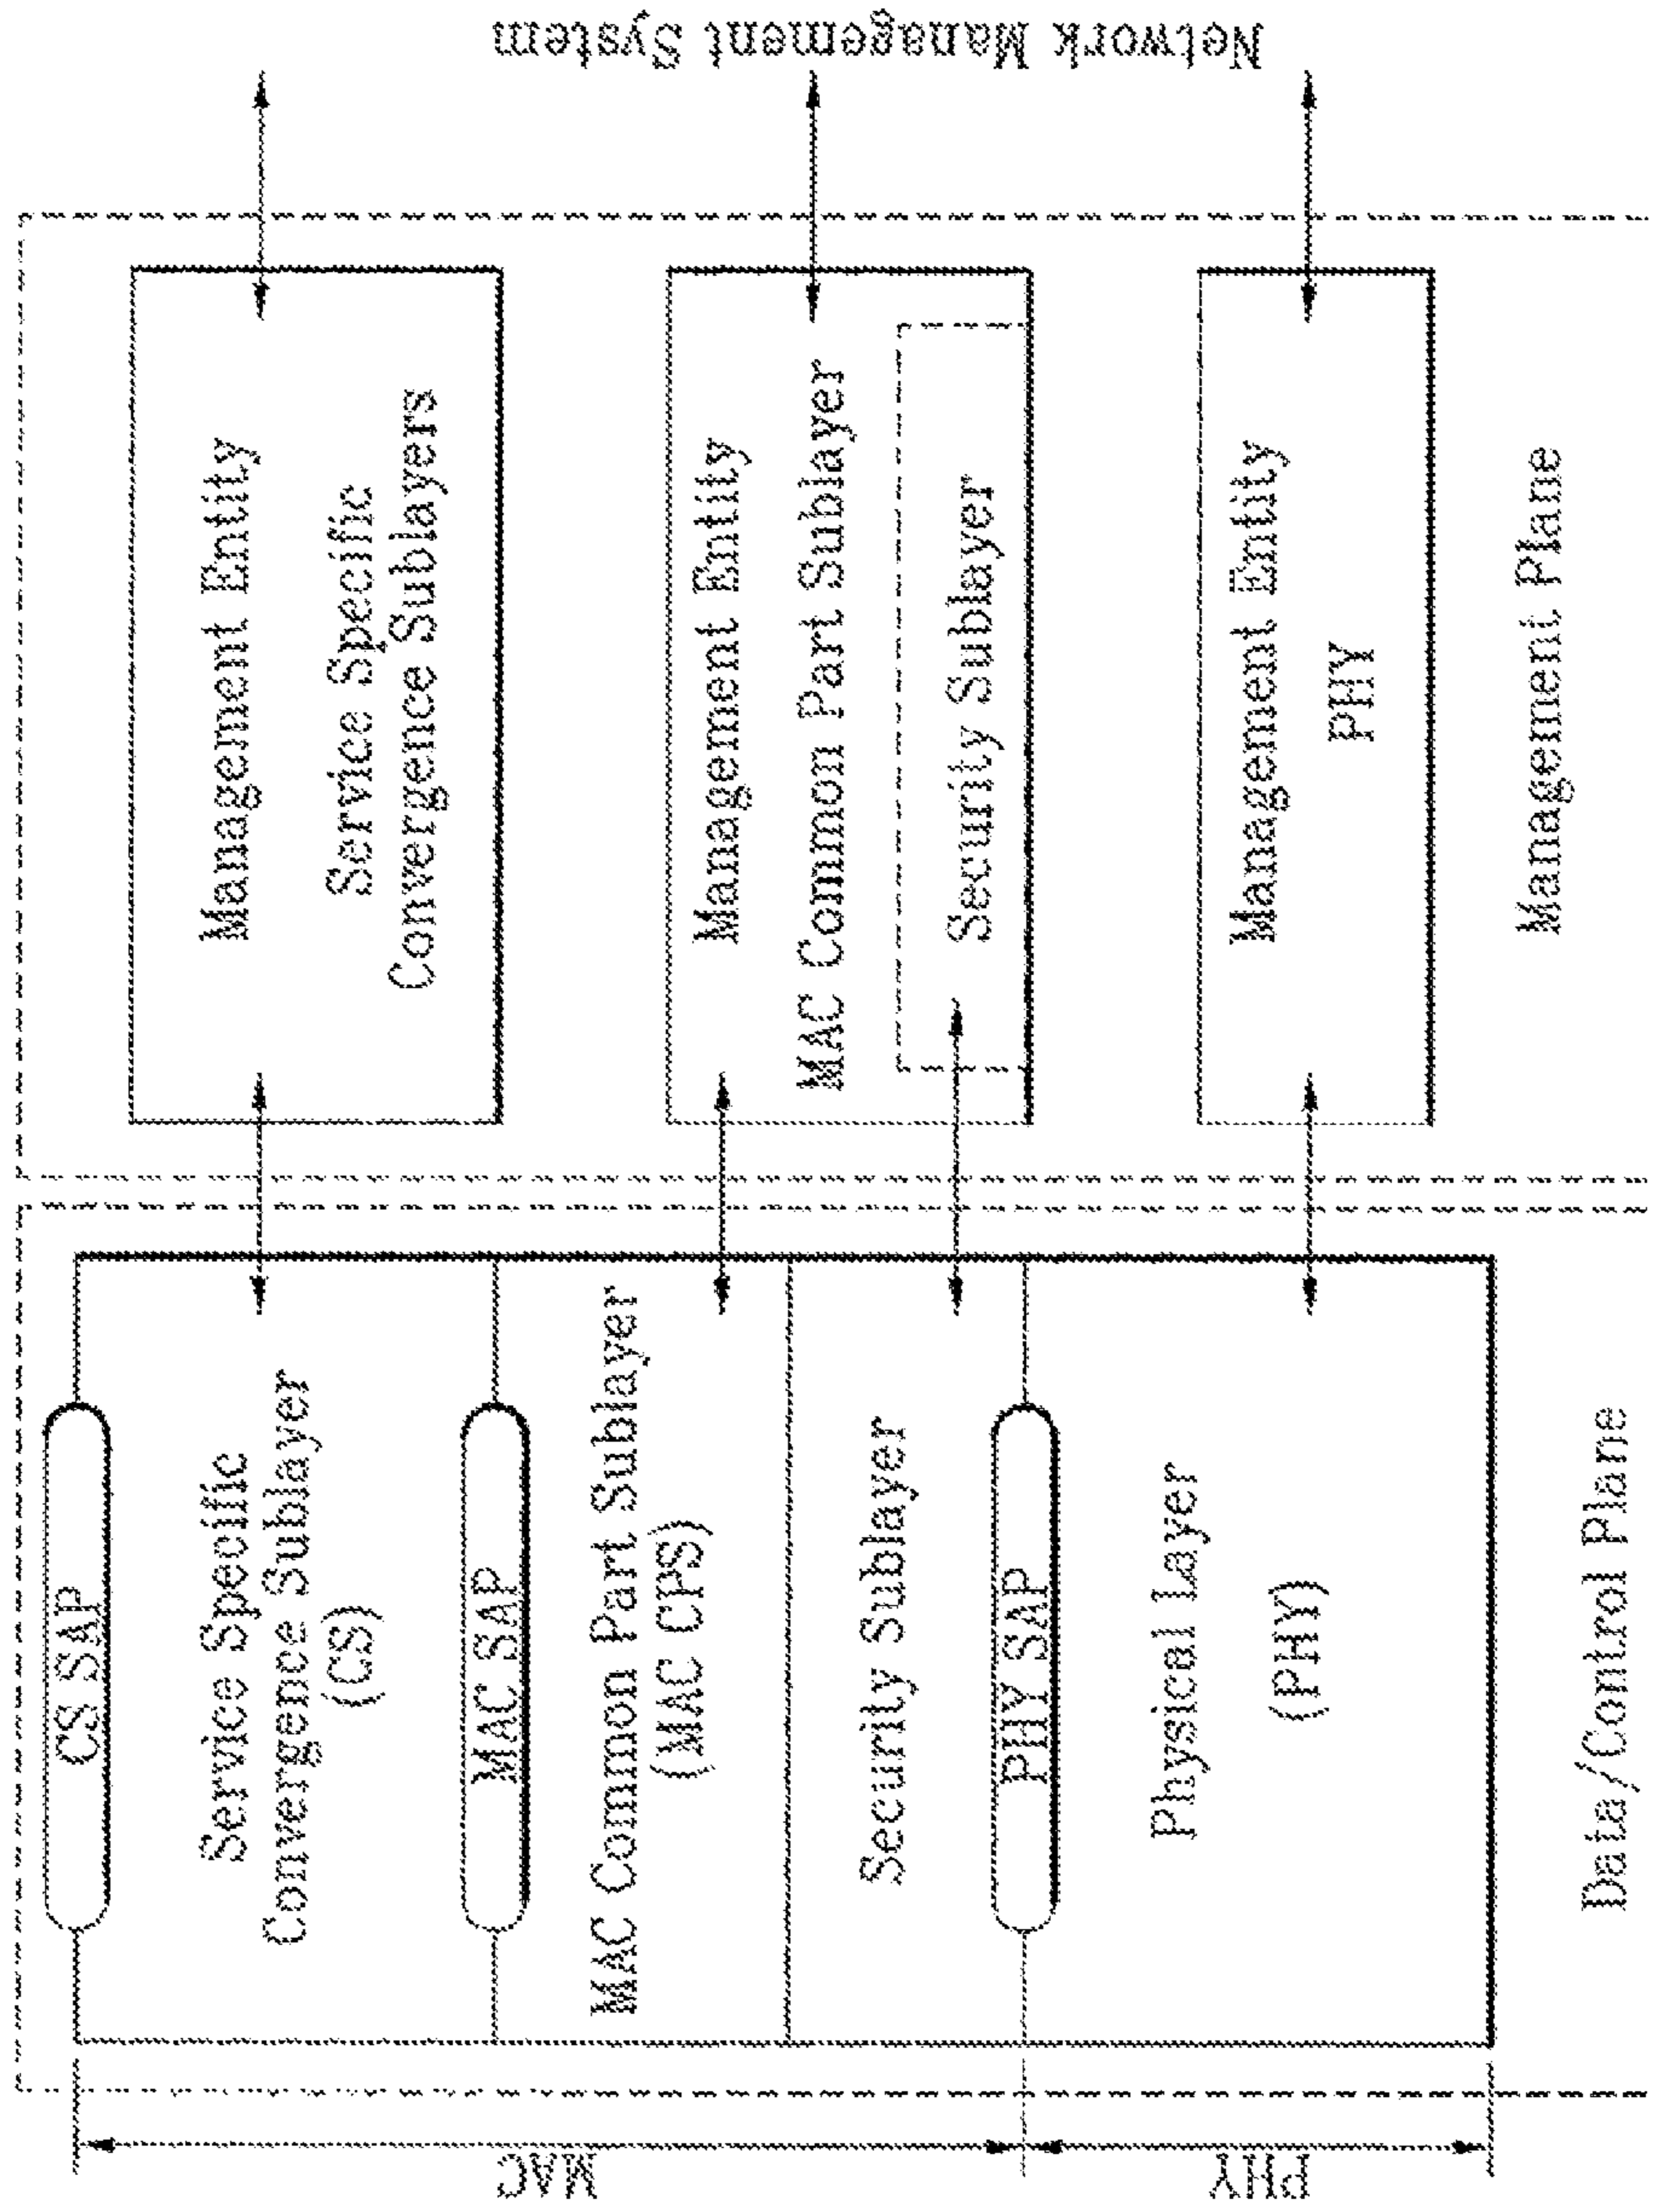 CS SAP
Service Specific
Convergence Sublayer
(CS)
MAC SAP
MAC Common Part Sublayer
(MAC CPS)
Security Sublayer
PHY SAP
Physical Layer
(PHY)
Data/Control Plane
MAC
PHY
Management Entity
Service Specific
Convergence Sublayers
Management Entity
MAC Common Part Sublayer
Security Sublayer
Management Entity
PHY
Management Plane
Network Management System